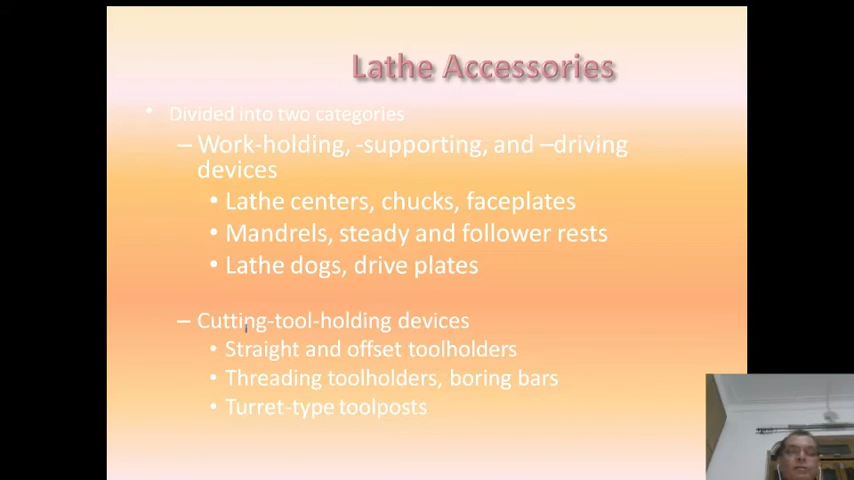 Lathe Accessories
• Divided into two categories
– Work-holding, -supporting, and –driving
devices
• Lathe centers, chucks, faceplates
• Mandrels, steady and follower rests
• Lathe dogs, drive plates
– Cutting-tool-holding devices
• Straight and offset toolholders
• Threading toolholders, boring bars
• Turret-type toolposts